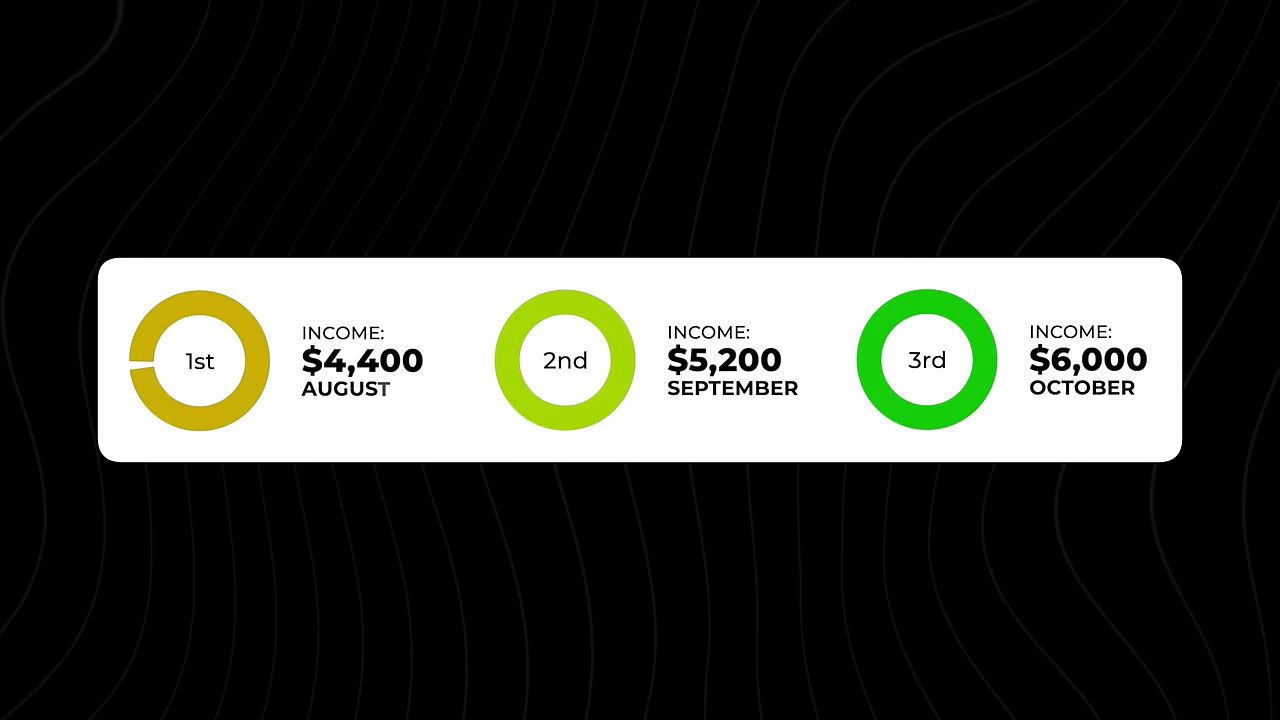 1st
INCOME:
$4,400
AUGUST
2nd
INCOME:
$5,200
SEPTEMBER
3rd
INCOME:
$6,000
OCTOBER